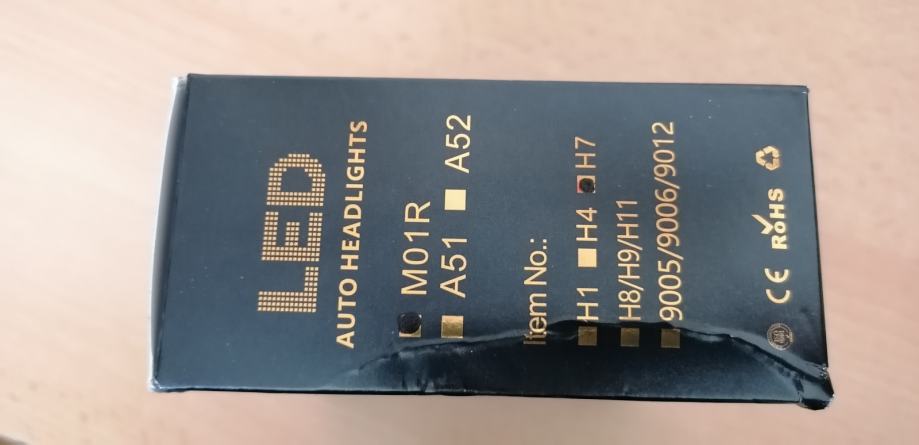 LED
AUTO HEADLIGHTS
M01R
A51 A52
Item No.:
H1 H4 H7
H8/H9/H11
9005/9006/9012
CE RoHS